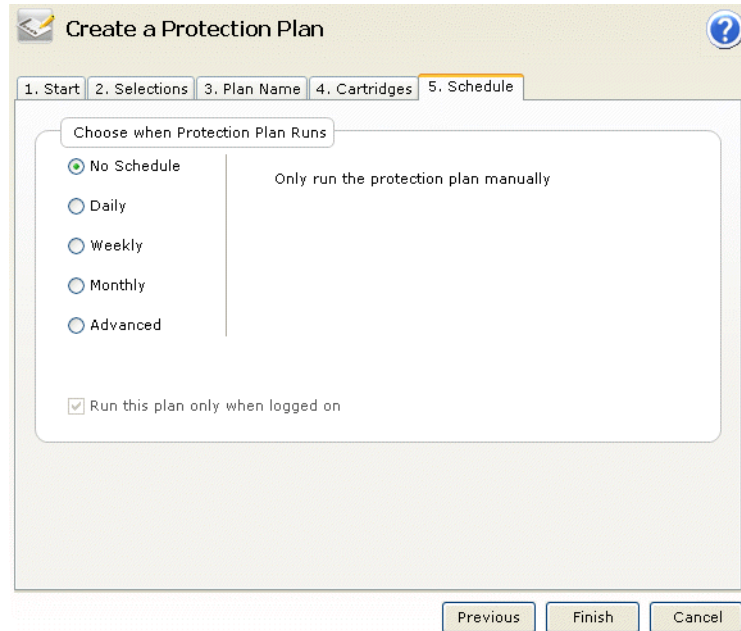 Create a Protection Plan
?
1. Start 2. Selections 3. Plan Name 4. Cartridges 5. Schedule
Choose when Protection Plan Runs
No Schedule
Only run the protection plan manually
Daily
Weekly
Monthly
Advanced
Run this plan only when logged on
Previous Finish Cancel